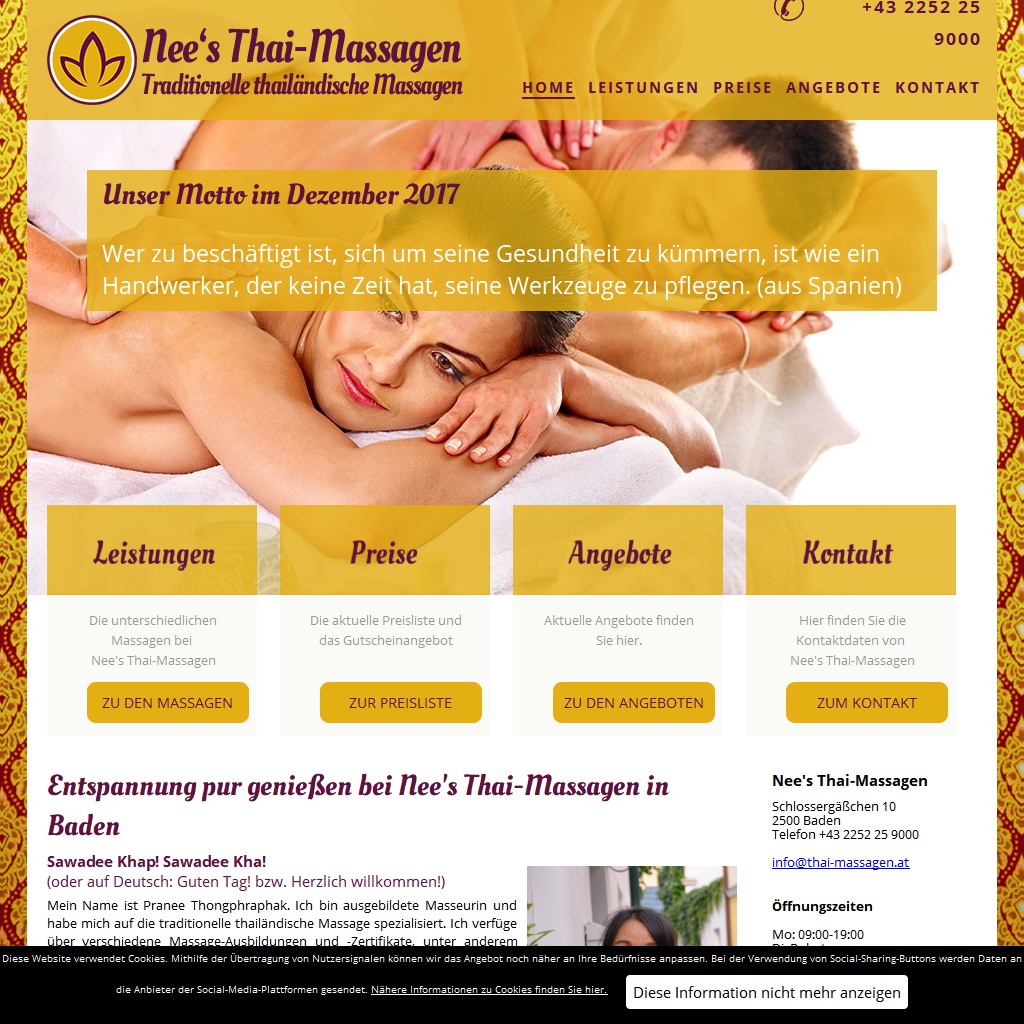 +43 2252 25
9000
Nee‘s Thai-Massagen
Traditionelle thailändische Massagen
HOME LEISTUNGEN PREISE ANGEBOTE KONTAKT
Unser Motto im Dezember 2017
Wer zu beschäftigt ist, sich um seine Gesundheit zu kümmern, ist wie ein
Handwerker, der keine Zeit hat, seine Werkzeuge zu pflegen. (aus Spanien)
Leistungen
Die unterschiedlichen
Massagen bei
Nee's Thai-Massagen
ZU DEN MASSAGEN
Preise
Die aktuelle Preisliste und
das Gutscheinangebot
ZUR PREISLISTE
Angebote
Aktuelle Angebote finden
Sie hier.
ZU DEN ANGEBOTEN
Kontakt
Hier finden Sie die
Kontaktdaten von
Nee's Thai-Massagen
ZUM KONTAKT
Entspannung pur genießen bei Nee's Thai-Massagen in
Baden
Sawadee Khap! Sawadee Kha!
(oder auf Deutsch: Guten Tag! bzw. Herzlich willkommen!)
Mein Name ist Pranee Thongphraphak. Ich bin ausgebildete Masseurin und
habe mich auf die traditionelle thailändische Massage spezialisiert. Ich verfüge
über verschiedene Massage-Ausbildungen und -Zertifikate, unter anderem
Nee's Thai-Massagen
Schlossergäßchen 10
2500 Baden
Telefon +43 2252 25 9000
info@thai-massagen.at
Öffnungszeiten
Mo: 09:00-19:00
Diese Website verwendet Cookies. Mithilfe der Übertragung von Nutzersignalen können wir das Angebot noch näher an Ihre Bedürfnisse anpassen. Bei der Verwendung von Social-Sharing-Buttons werden Daten an
die Anbieter der Social-Media-Plattformen gesendet. Nähere Informationen zu Cookies finden Sie hier.
Diese Information nicht mehr anzeigen